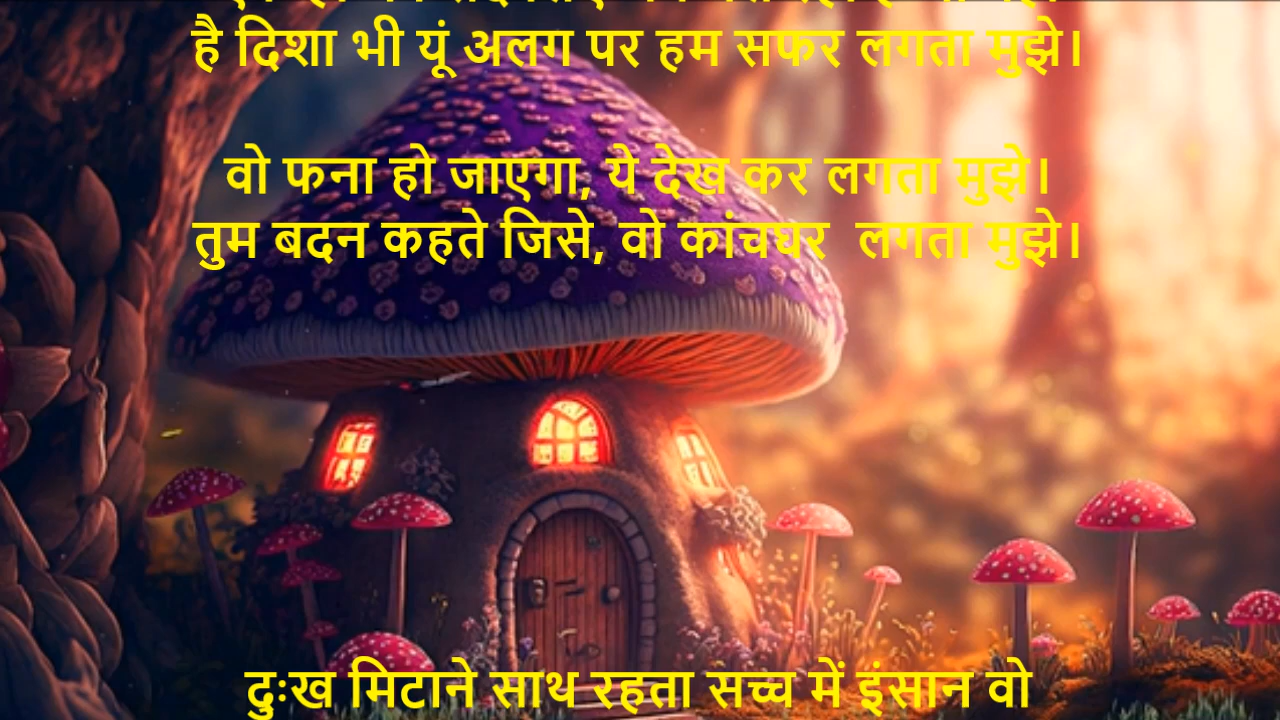 है दिशा भी यूं अलग पर हम सफर लगता मुझे।
वो फना हो जाएगा, ये देख कर लगता मुझे।
तुम बदन कहते जिसे, वो कांचघर लगता मुझे।
दुःख मिटाने साथ रहता सच्च में इंसान वो